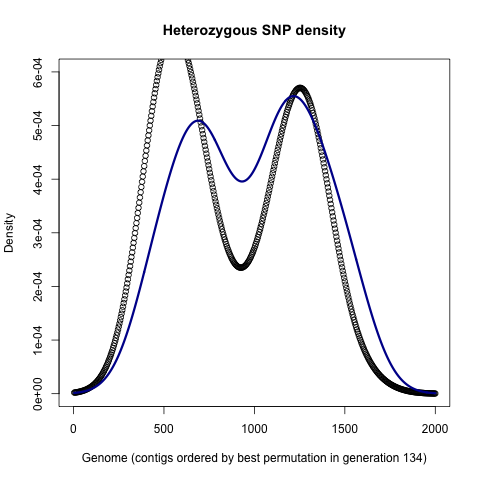 Heterozygous SNP density
6e-04
5e-04
4e-04
3e-04
2e-04
1e-04
0e+00
Density
0 500 1000 1500 2000
Genome (contigs ordered by best permutation in generation 134)